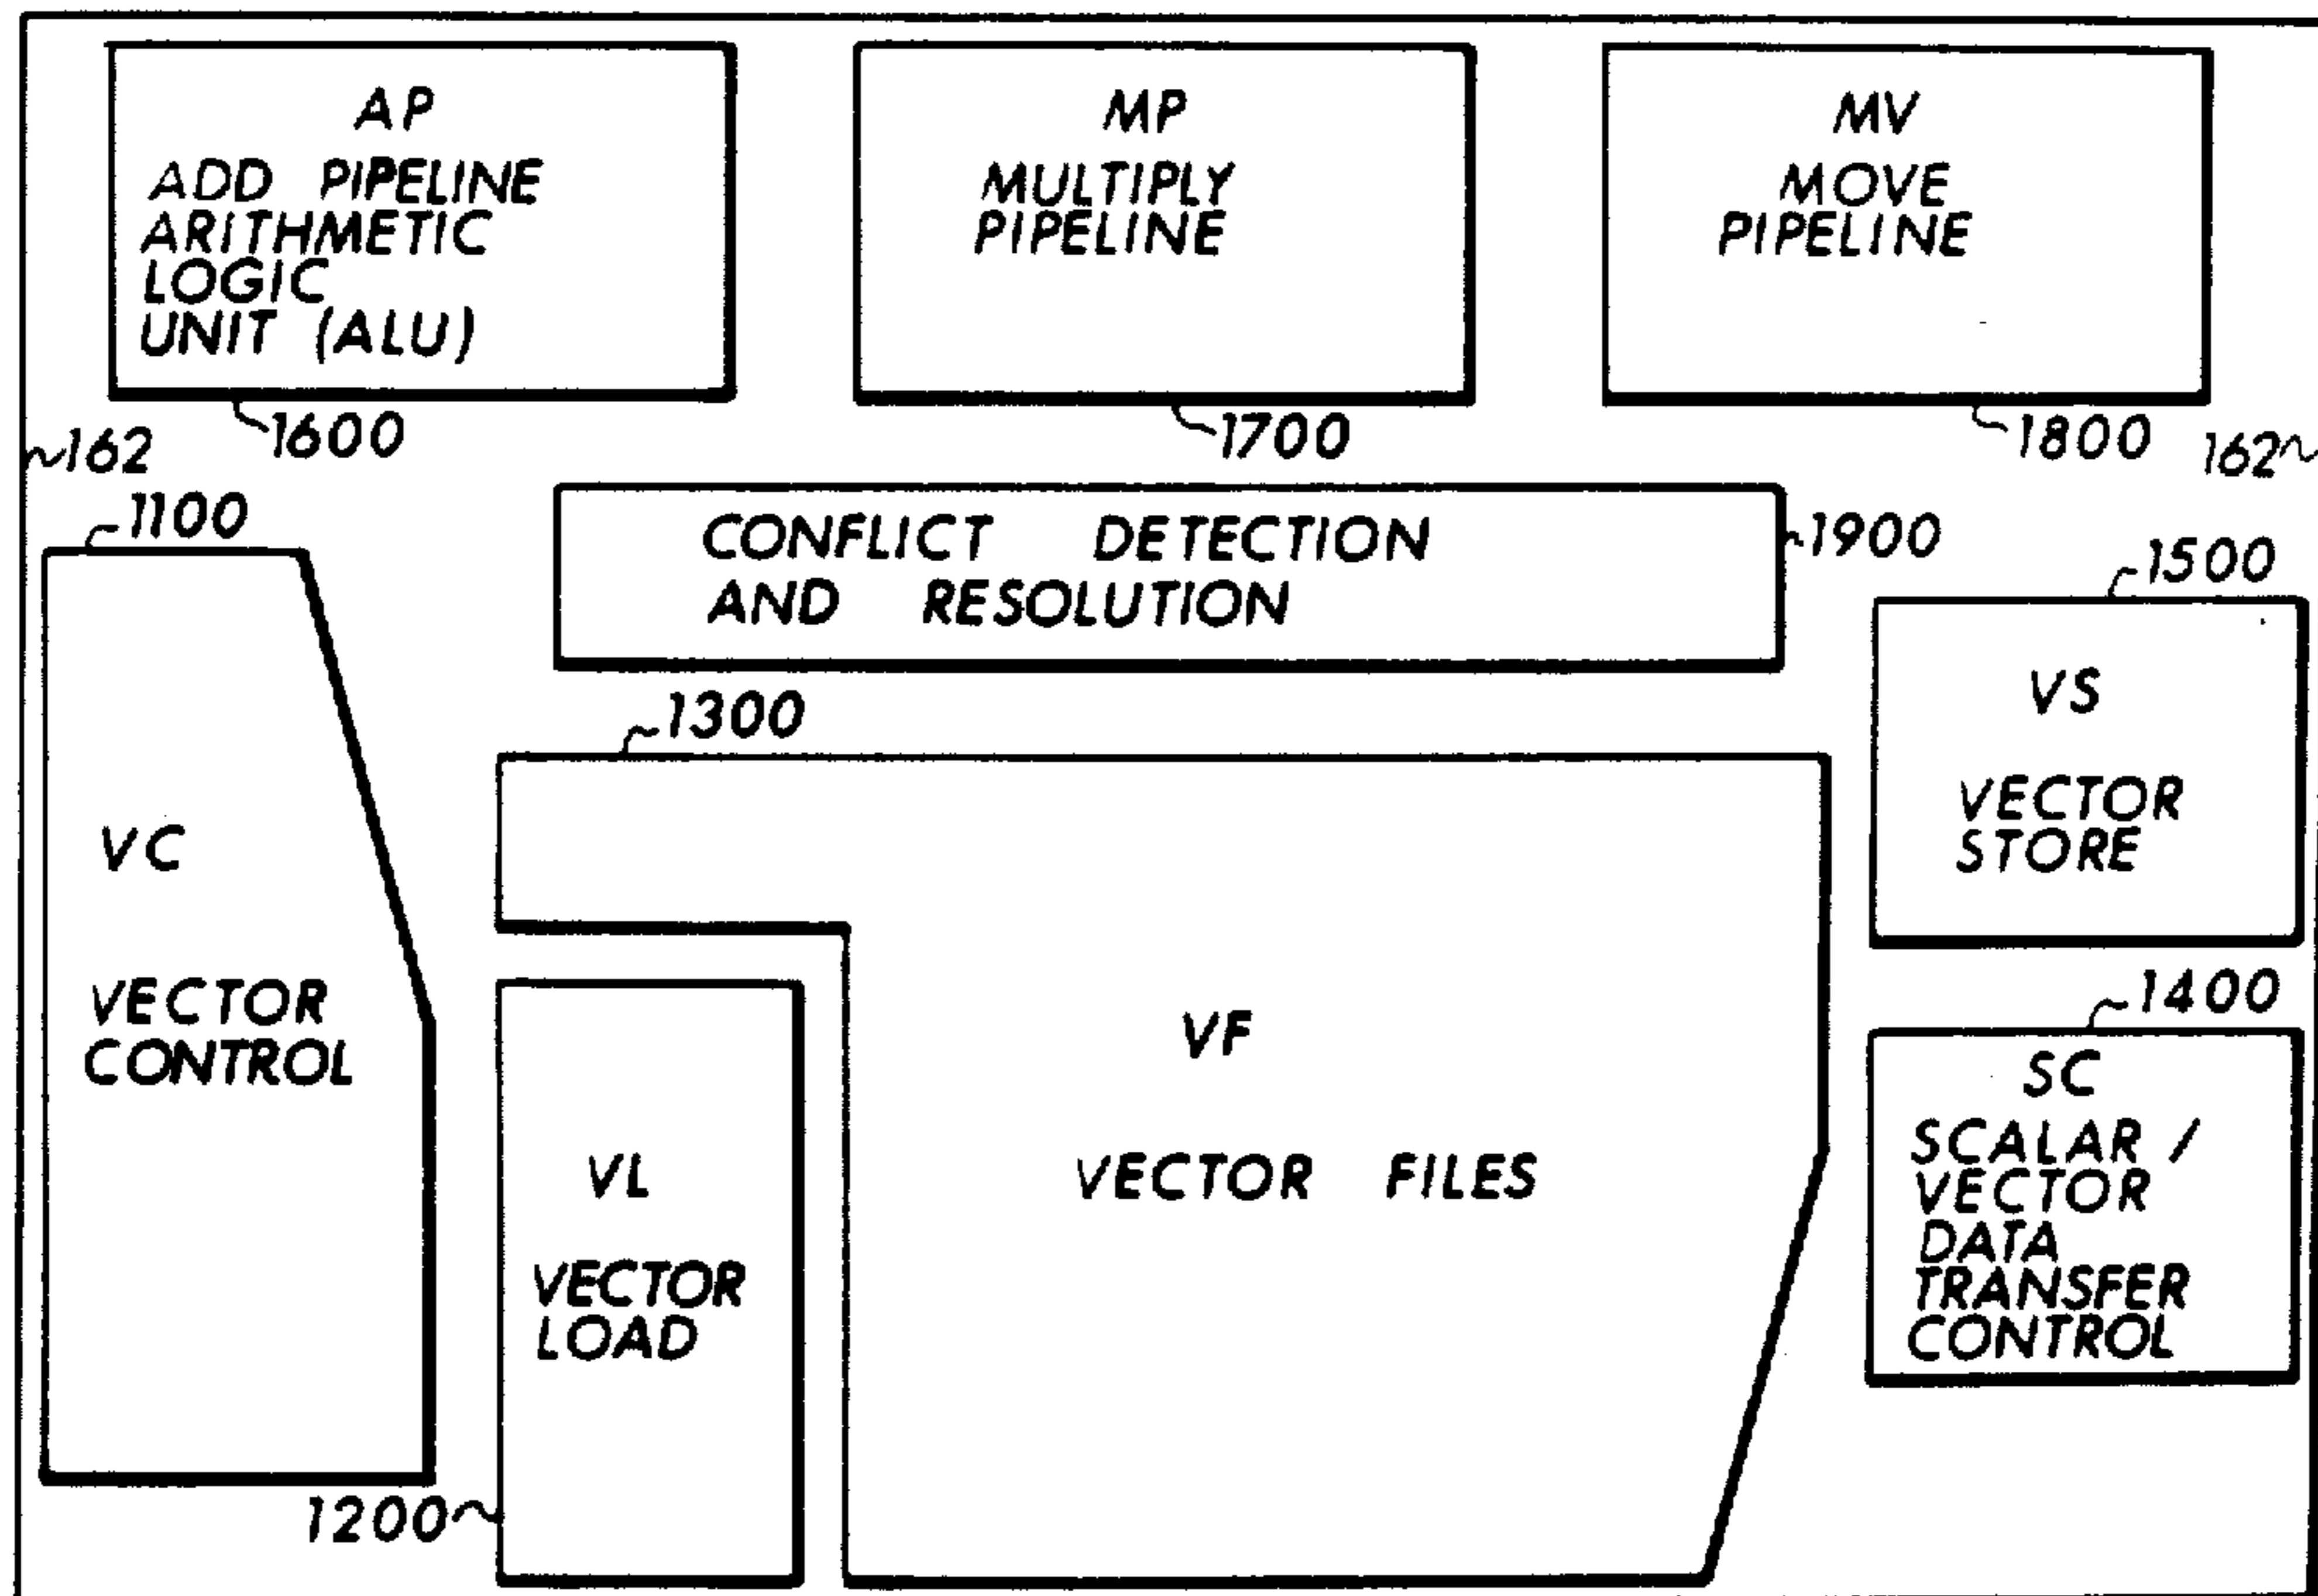 AP
ADD PIPELINE
ARITHMETIC
LOGIC
UNIT (ALU)
1600
MP
MULTIPLY
PIPELINE
1700
MV
MOVE
PIPELINE
1800
162
162
1100
CONFLICT DETECTION
AND RESOLUTION
1900
1500
VS
VECTOR
STORE
1300
VC
VECTOR
CONTROL
VF
VECTOR FILES
1400
SC
SCALAR /
VECTOR
DATA
TRANSFER
CONTROL
VL
VECTOR
LOAD
1200